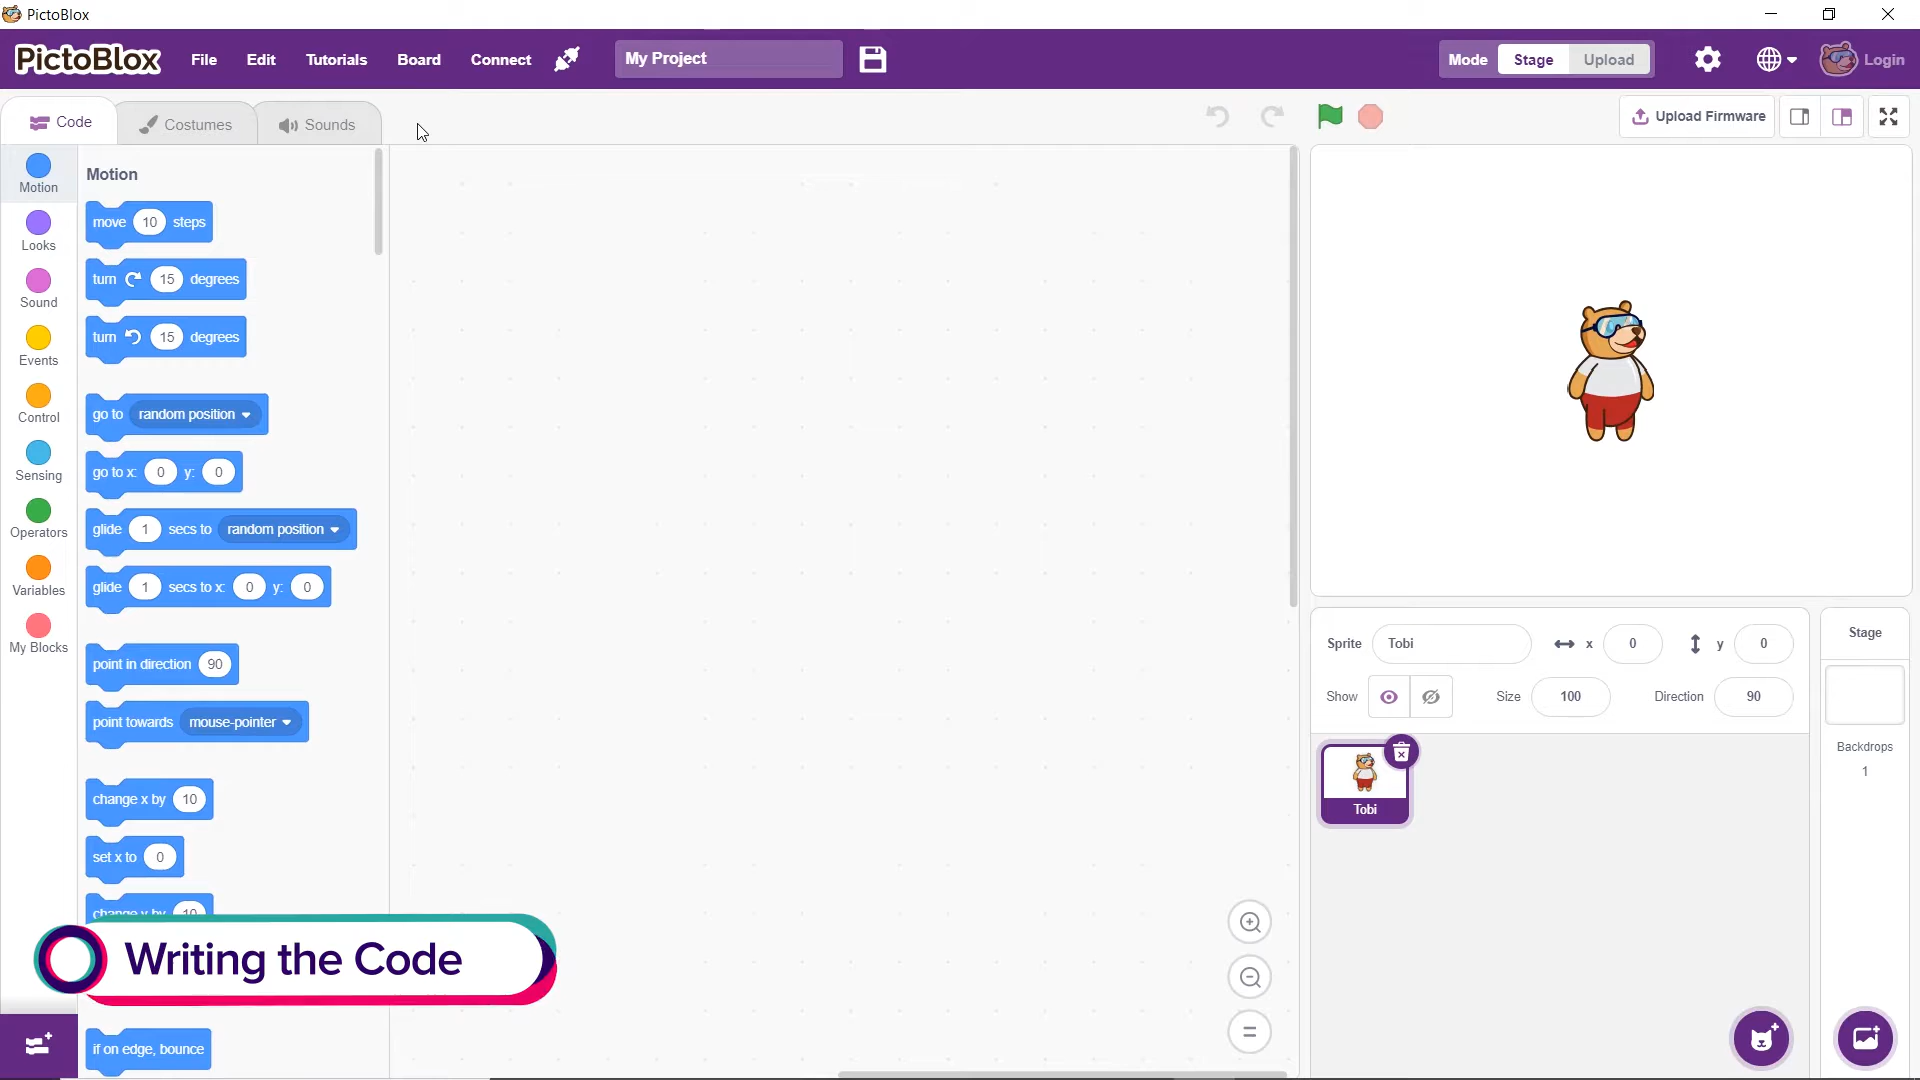 PictoBlox
PictoBlox File Edit Tutorials Board Connect My Project Mode Stage Upload Login
Code Costumes Sounds Upload Firmware
Motion
Looks
Sound
Events
Control
Sensing
Operators
Variables
My Blocks
Motion
move 10 steps
turn 15 degrees
turn 15 degrees
go to random position
go to x: 0 y: 0
glide 1 secs to random position
glide 1 secs to x: 0 y: 0
point in direction 90
point towards mouse-pointer
change x by 10
set x to 0
change y by 10
Writing the Code
if on edge, bounce
Sprite Tobi x 0 y 0
Show Size 100 Direction 90
Tobi
Stage
Backdrops
1